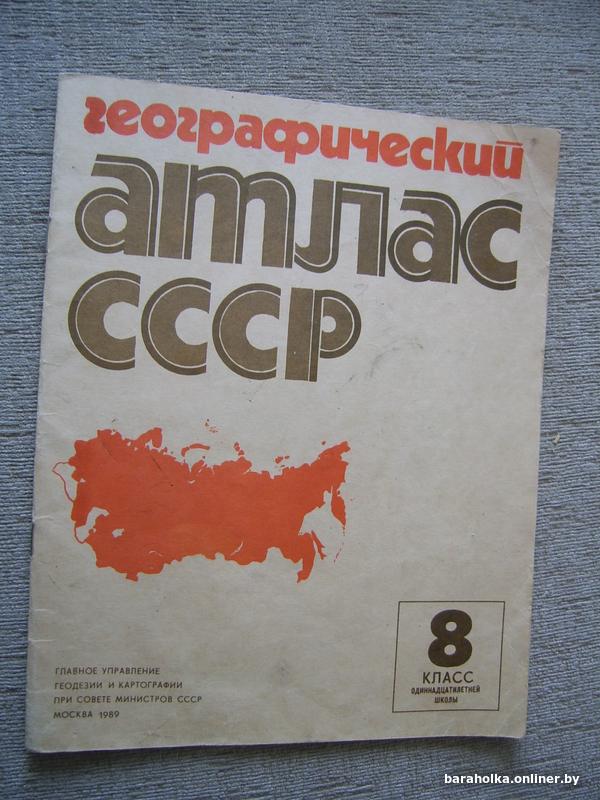 географический
атлас
СССР
8
КЛАСС
ОДИННАДЦАТИЛЕТНЕЙ
ШКОЛЫ
ГЛАВНОЕ УПРАВЛЕНИЕ
ГЕОДЕЗИИ И КАРТОГРАФИИ
ПРИ СОВЕТЕ МИНИСТРОВ СССР
МОСКВА 1989
baraholka.onliner.by